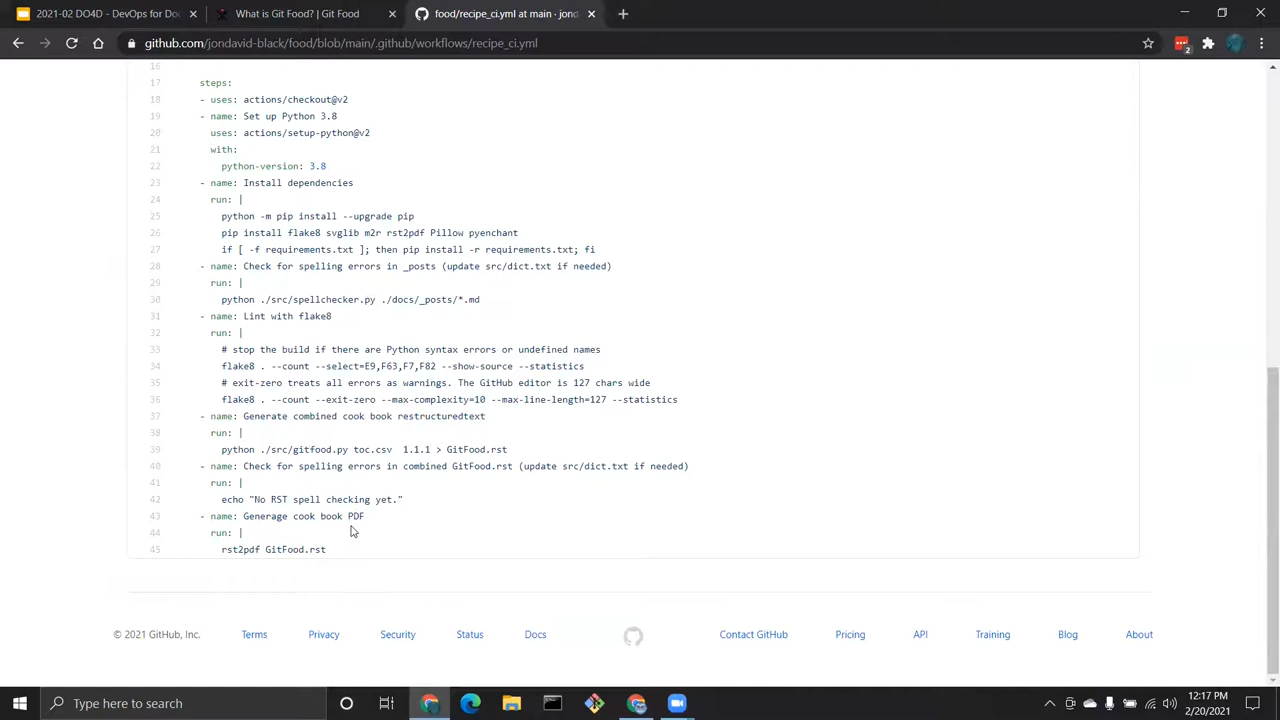 2021-02 DO4D - DevOps for Doc
What is Git Food? | Git Food
food/recipe_ci.yml at main · jond
github.com/jondavid-black/food/blob/main/.github/workflows/recipe_ci.yml
2
16
17 steps:
18 - uses: actions/checkout@v2
19 - name: Set up Python 3.8
20 uses: actions/setup-python@v2
21 with:
22 python-version: 3.8
23 - name: Install dependencies
24 run: |
25 python -m pip install --upgrade pip
26 pip install flake8 svglib m2r rst2pdf Pillow pyenchant
27 if [ -f requirements.txt ]; then pip install -r requirements.txt; fi
28 - name: Check for spelling errors in _posts (update src/dict.txt if needed)
29 run: |
30 python ./src/spellchecker.py ./docs/_posts/*.md
31 - name: Lint with flake8
32 run: |
33 # stop the build if there are Python syntax errors or undefined names
34 flake8 . --count --select=E9,F63,F7,F82 --show-source --statistics
35 # exit-zero treats all errors as warnings. The GitHub editor is 127 chars wide
36 flake8 . --count --exit-zero --max-complexity=10 --max-line-length=127 --statistics
37 - name: Generate combined cook book restructuredtext
38 run: |
39 python ./src/gitfood.py toc.csv  1.1.1 > GitFood.rst
40 - name: Check for spelling errors in combined GitFood.rst (update src/dict.txt if needed)
41 run: |
42 echo "No RST spell checking yet."
43 - name: Generage cook book PDF
44 run: |
45 rst2pdf GitFood.rst
© 2021 GitHub, Inc. Terms Privacy Security Status Docs Contact GitHub Pricing API Training Blog About
Type here to search
12:17 PM
2/20/2021